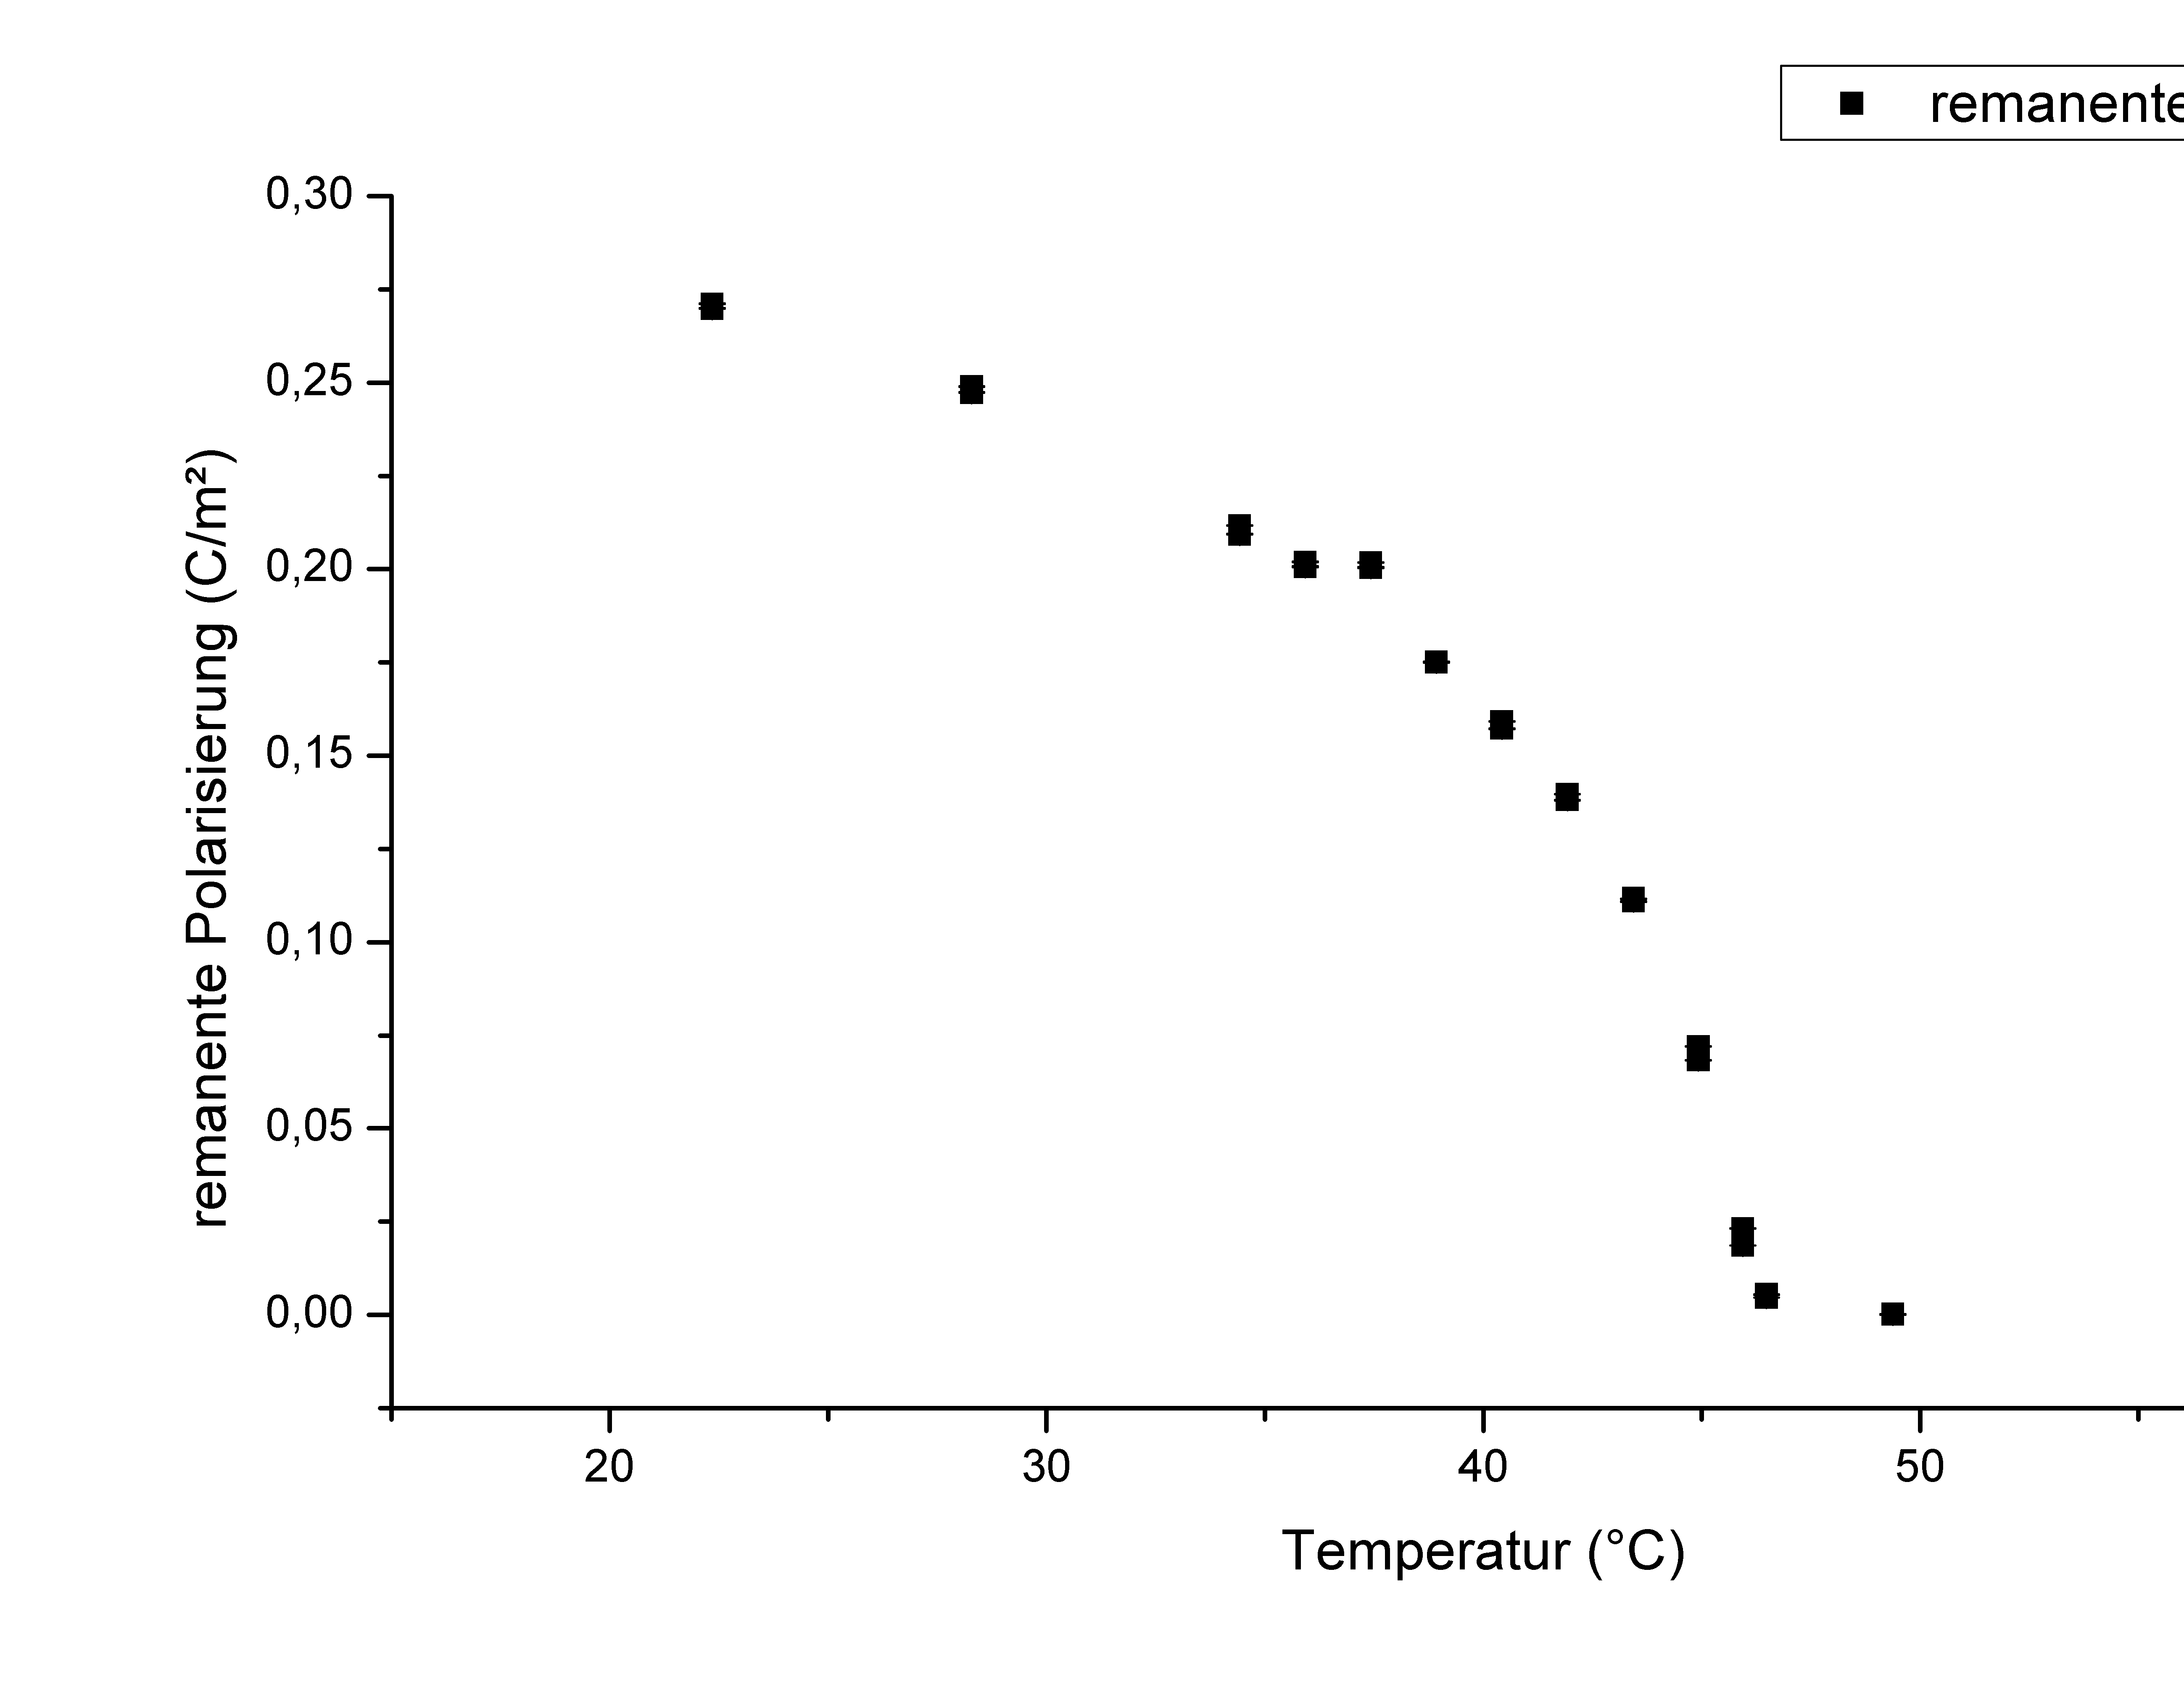 remanente
0,30
0,25
0,20
0,15
0,10
0,05
0,00
remanente Polarisierung (C/m²)
20 30 40 50
Temperatur (°C)